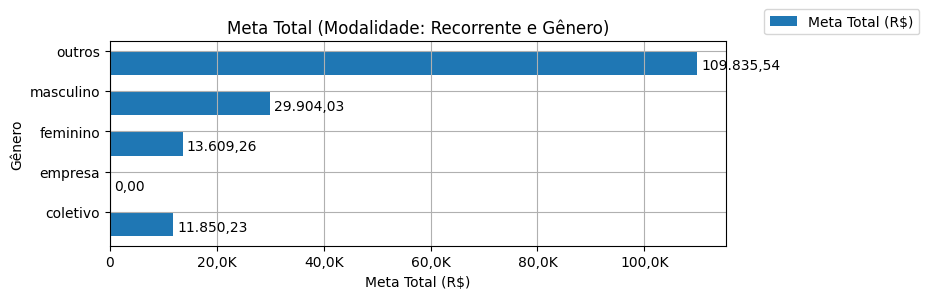 Meta Total (Modalidade: Recorrente e Gênero)
Meta Total (R$)
Gênero
outros
109.835,54
masculino
29.904,03
feminino
13.609,26
empresa
0,00
coletivo
11.850,23
0
20,0K
40,0K
60,0K
80,0K
100,0K
Meta Total (R$)